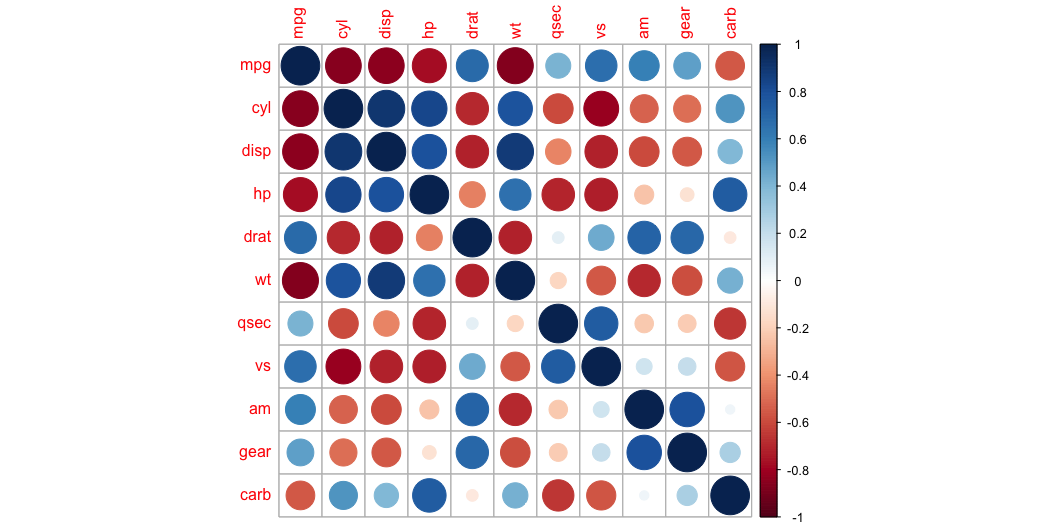 mpg cyl disp hp drat wt qsec vs am gear carb
mpg
cyl
disp
hp
drat
wt
qsec
vs
am
gear
carb
1
0.8
0.6
0.4
0.2
0
-0.2
-0.4
-0.6
-0.8
-1